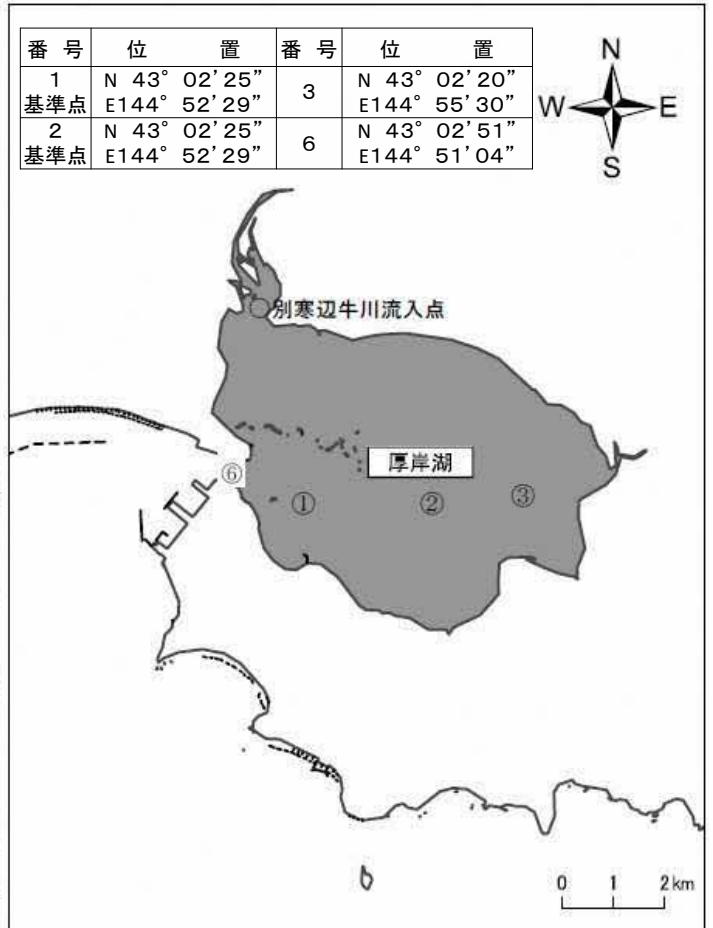 番 号 位 置 番 号 位 置
1 基準点 N 43° 02’25” E144° 52’29” 3 N 43° 02’20” E144° 55’30”
2 基準点 N 43° 02’25” E144° 52’29” 6 N 43° 02’51” E144° 51’04”
N
W E
S
別寒辺牛川流入点
厚岸湖
⑥ ① ② ③
0 1 2km